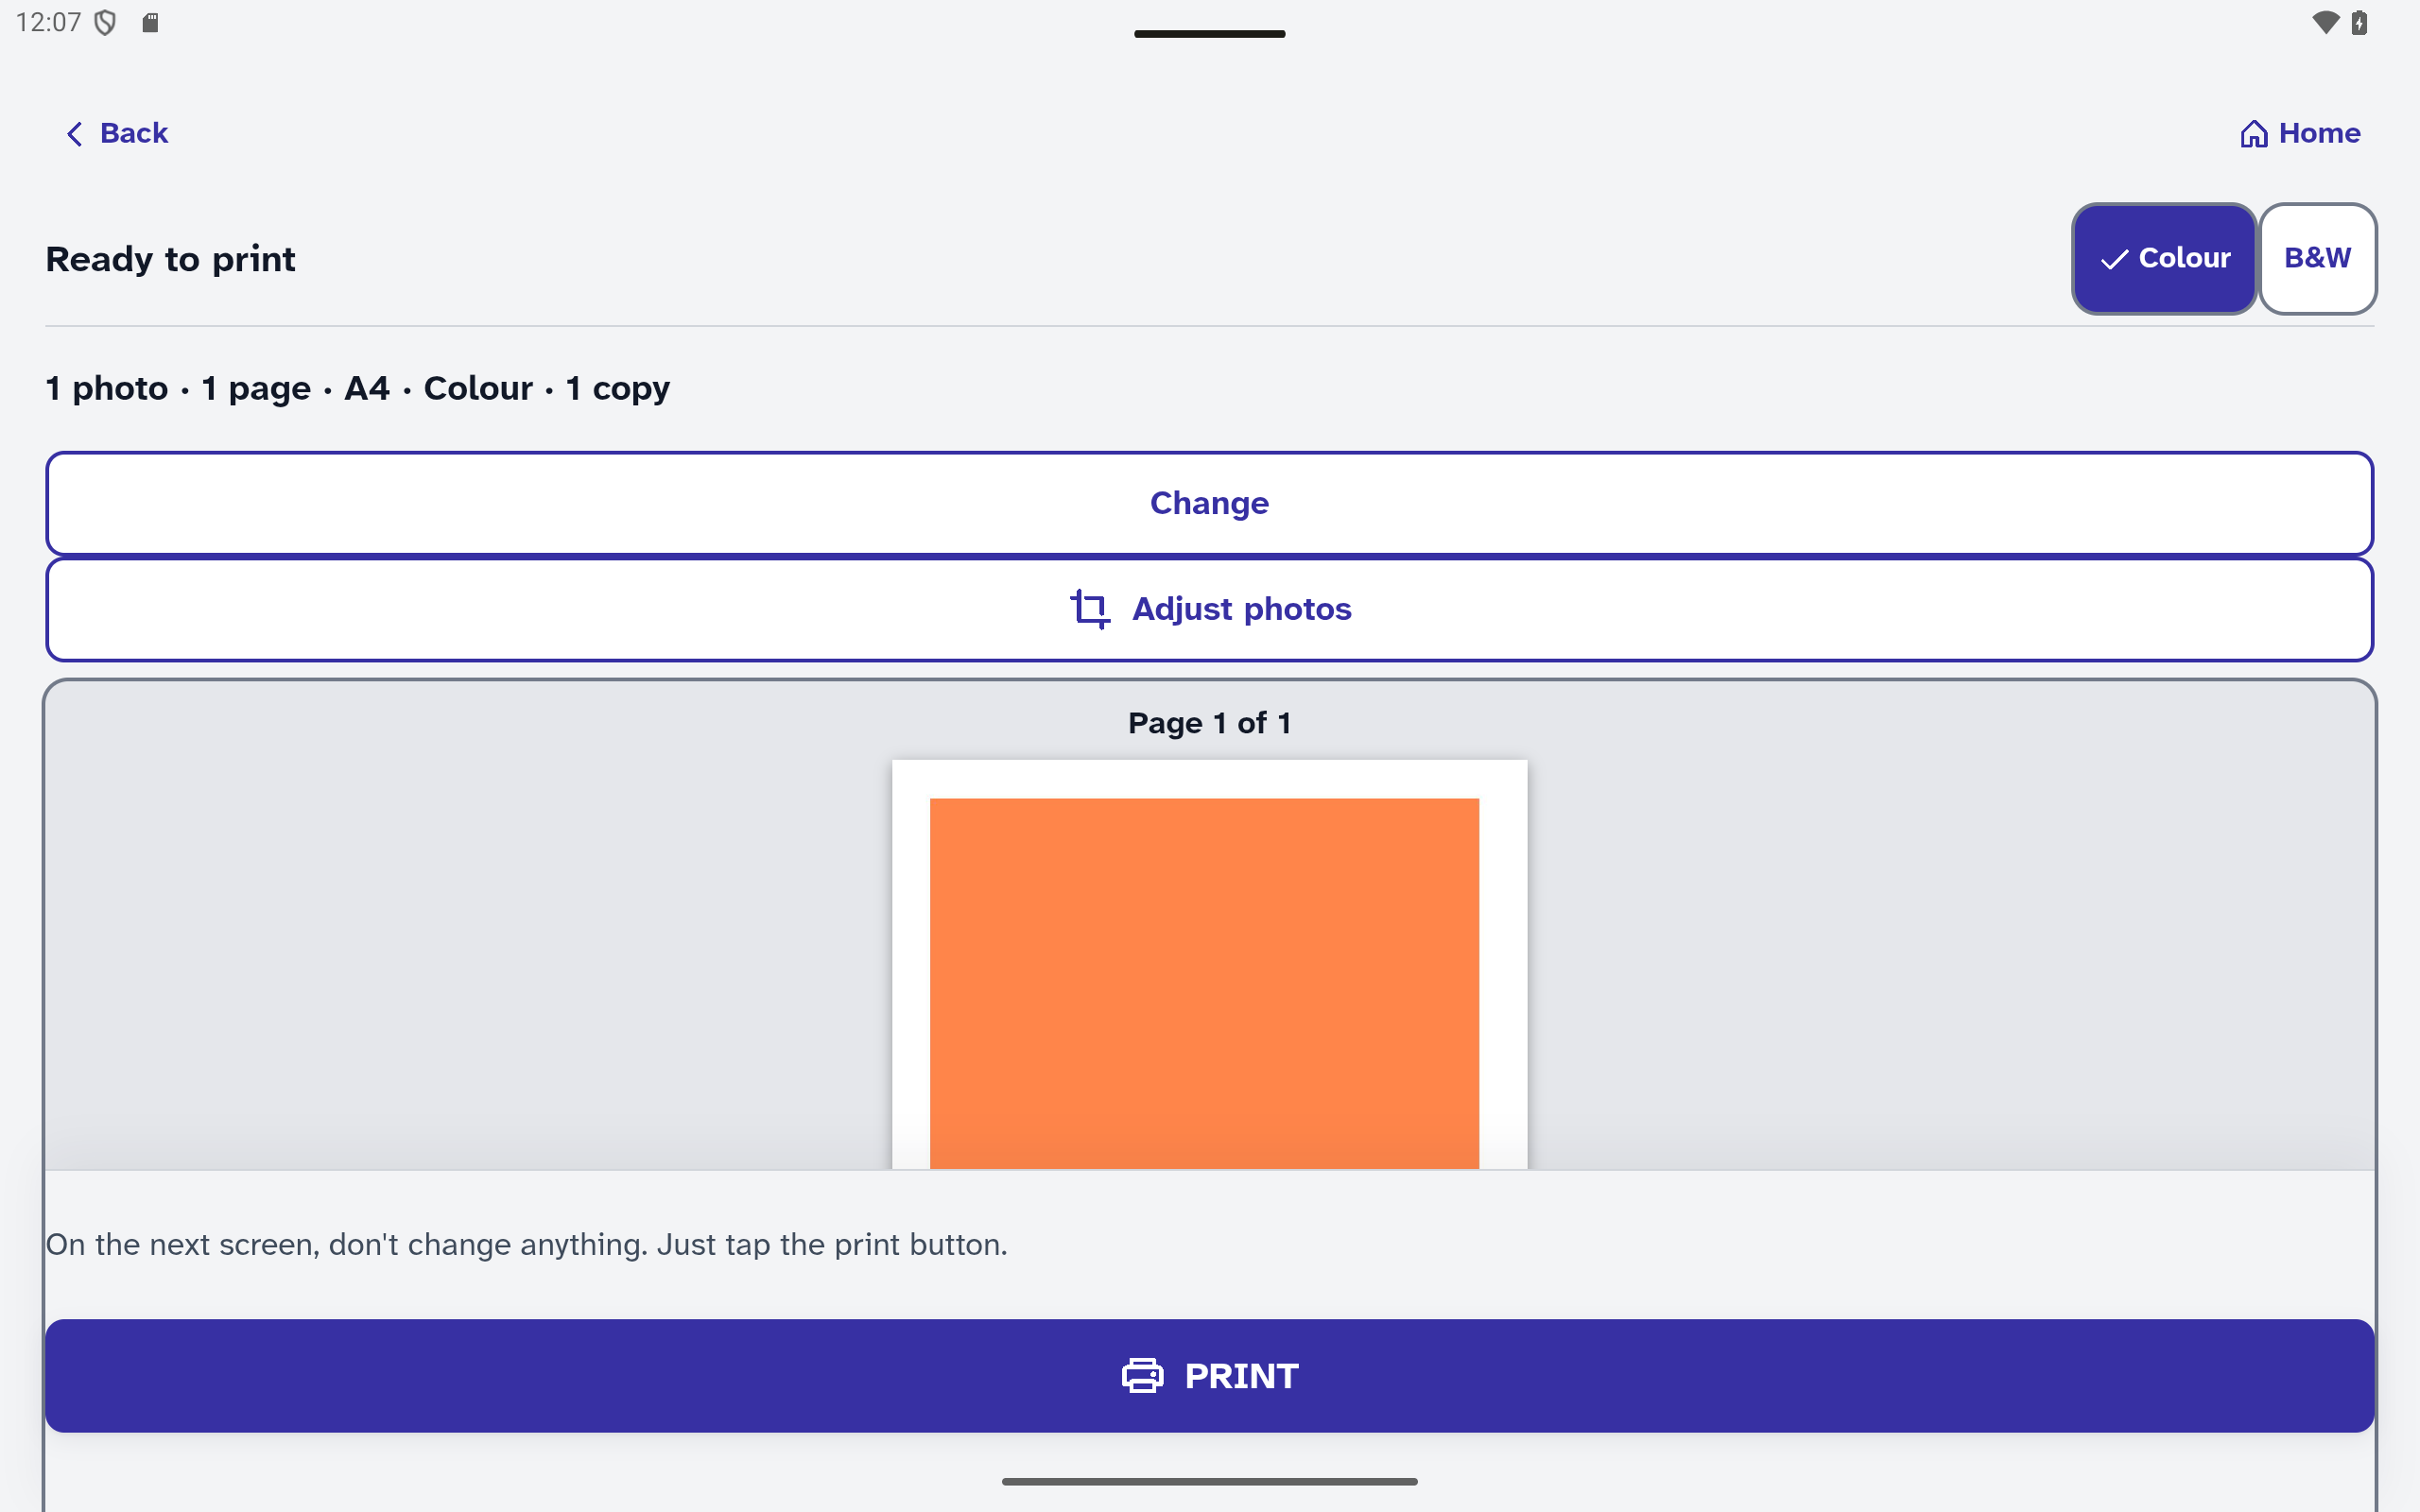 12:07
Back
Home
Ready to print
Colour
B&W
1 photo · 1 page · A4 · Colour · 1 copy
Change
Adjust photos
Page 1 of 1
On the next screen, don't change anything. Just tap the print button.
PRINT